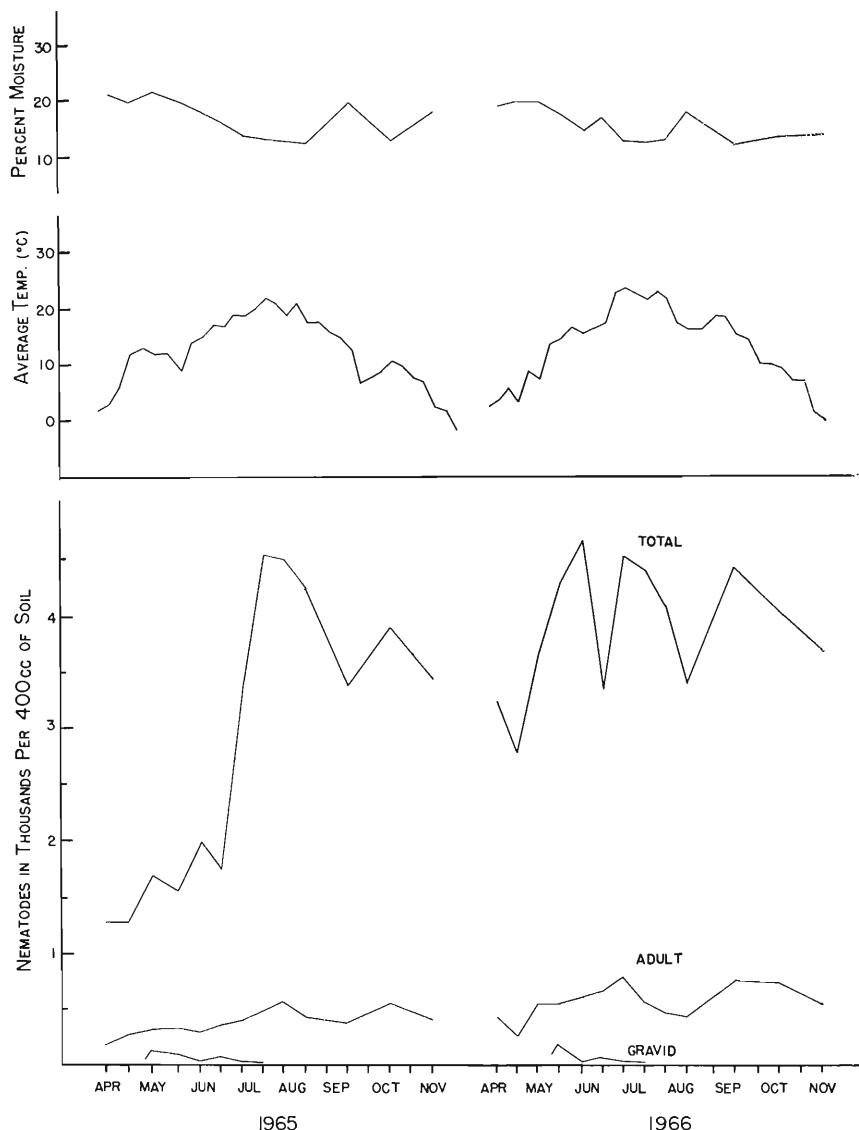 PERCENT MOISTURE
30
20
10
AVERAGE TEMP. (°C)
30
20
10
0
NEMATODES IN THOUSANDS PER 400CC OF SOIL
4
3
2
1
TOTAL
ADULT
GRAVID
APR MAY JUN JUL AUG SEP OCT NOV APR MAY JUN JUL AUG SEP OCT NOV
1965 1966